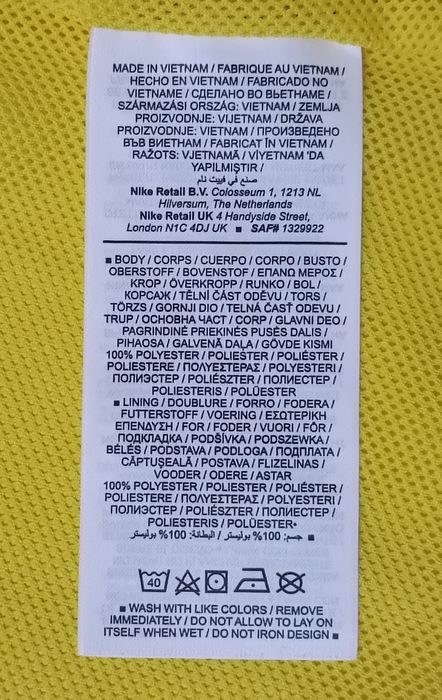 MADE IN VIETNAM / FABRIQUE AU VIETNAM /
HECHO EN VIETNAM / FABRICADO NO
VIETNAME / СДЕЛАНО ВО ВЬЕТНАМЕ /
SZÁRMAZÁSI ORSZÁG: VIETNAM / ZEMLJA
PROIZVODNJE: VIJETNAM / DRŽAVA
PROIZVODNJE: VIETNAM / ПРОИЗВЕДЕНО
ВЪВ ВИЕТНАМ / FABRICAT ÎN VIETNAM /
RAŽOTS: VJETNAMĀ / VİYETNAM 'DA
YAPILMIŞTIR /
صنع في فييت نام
Nike Retail B.V. Colosseum 1, 1213 NL
Hilversum, The Netherlands
Nike Retail UK 4 Handyside Street,
London N1C 4DJ UK ■ SAF# 1329922
■ BODY / CORPS / CUERPO / CORPO / BUSTO /
OBERSTOFF / BOVENSTOF / ΕΠΑΝΩ ΜΕΡΟΣ /
KROP / ÖVERKROPP / RUNKO / BOL /
КОРСАЖ / TĚLNÍ ČÁST ODĚVU / TORS /
TÖRZS / GORNJI DIO / TELNÁ ČASŤ ODEVU /
TRUP / ОСНОВНА ЧАСТ / CORP / GLAVNI DEO /
PAGRINDINĖ PRIEKINĖS PUSĖS DALIS /
PIHAOSA / GALVENĀ DAĻA / GÖVDE KISMI
100% POLYESTER / POLIESTER / POLIÉSTER /
POLIESTERE / ΠΟΛΥΕΣΤΕΡΑΣ / POLYESTERI /
ПОЛИЭСТЕР / POLIÉSZTER / ПОЛИЕСТЕР /
POLIESTERIS / POLÜESTER
■ LINING / DOUBLURE / FORRO / FODERA /
FUTTERSTOFF / VOERING / ΕΣΩΤΕΡΙΚΗ
ΕΠΕΝΔΥΣΗ / FOR / FODER / VUORI / FÔR /
ПОДКЛАДКА / PODŠÍVKA / PODSZEWKA /
BÉLÉS / PODSTAVA / PODLOGA / ПОДПЛАТА /
CĂPTUȘEALĂ / POSTAVA / FLIZELINAS /
VOODER / ODERE / ASTAR
100% POLYESTER / POLIESTER / POLIÉSTER /
POLIESTERE / ΠΟΛΥΕΣΤΕΡΑΣ / POLYESTERI /
ПОЛИЭСТЕР / POLIÉSZTER / ПОЛИЕСТЕР /
POLIESTERIS / POLÜESTER*
■ جسم: 100% بوليستر / البطانة: 100% بوليستر
40
■ WASH WITH LIKE COLORS / REMOVE
IMMEDIATELY / DO NOT ALLOW TO LAY ON
ITSELF WHEN WET / DO NOT IRON DESIGN ■